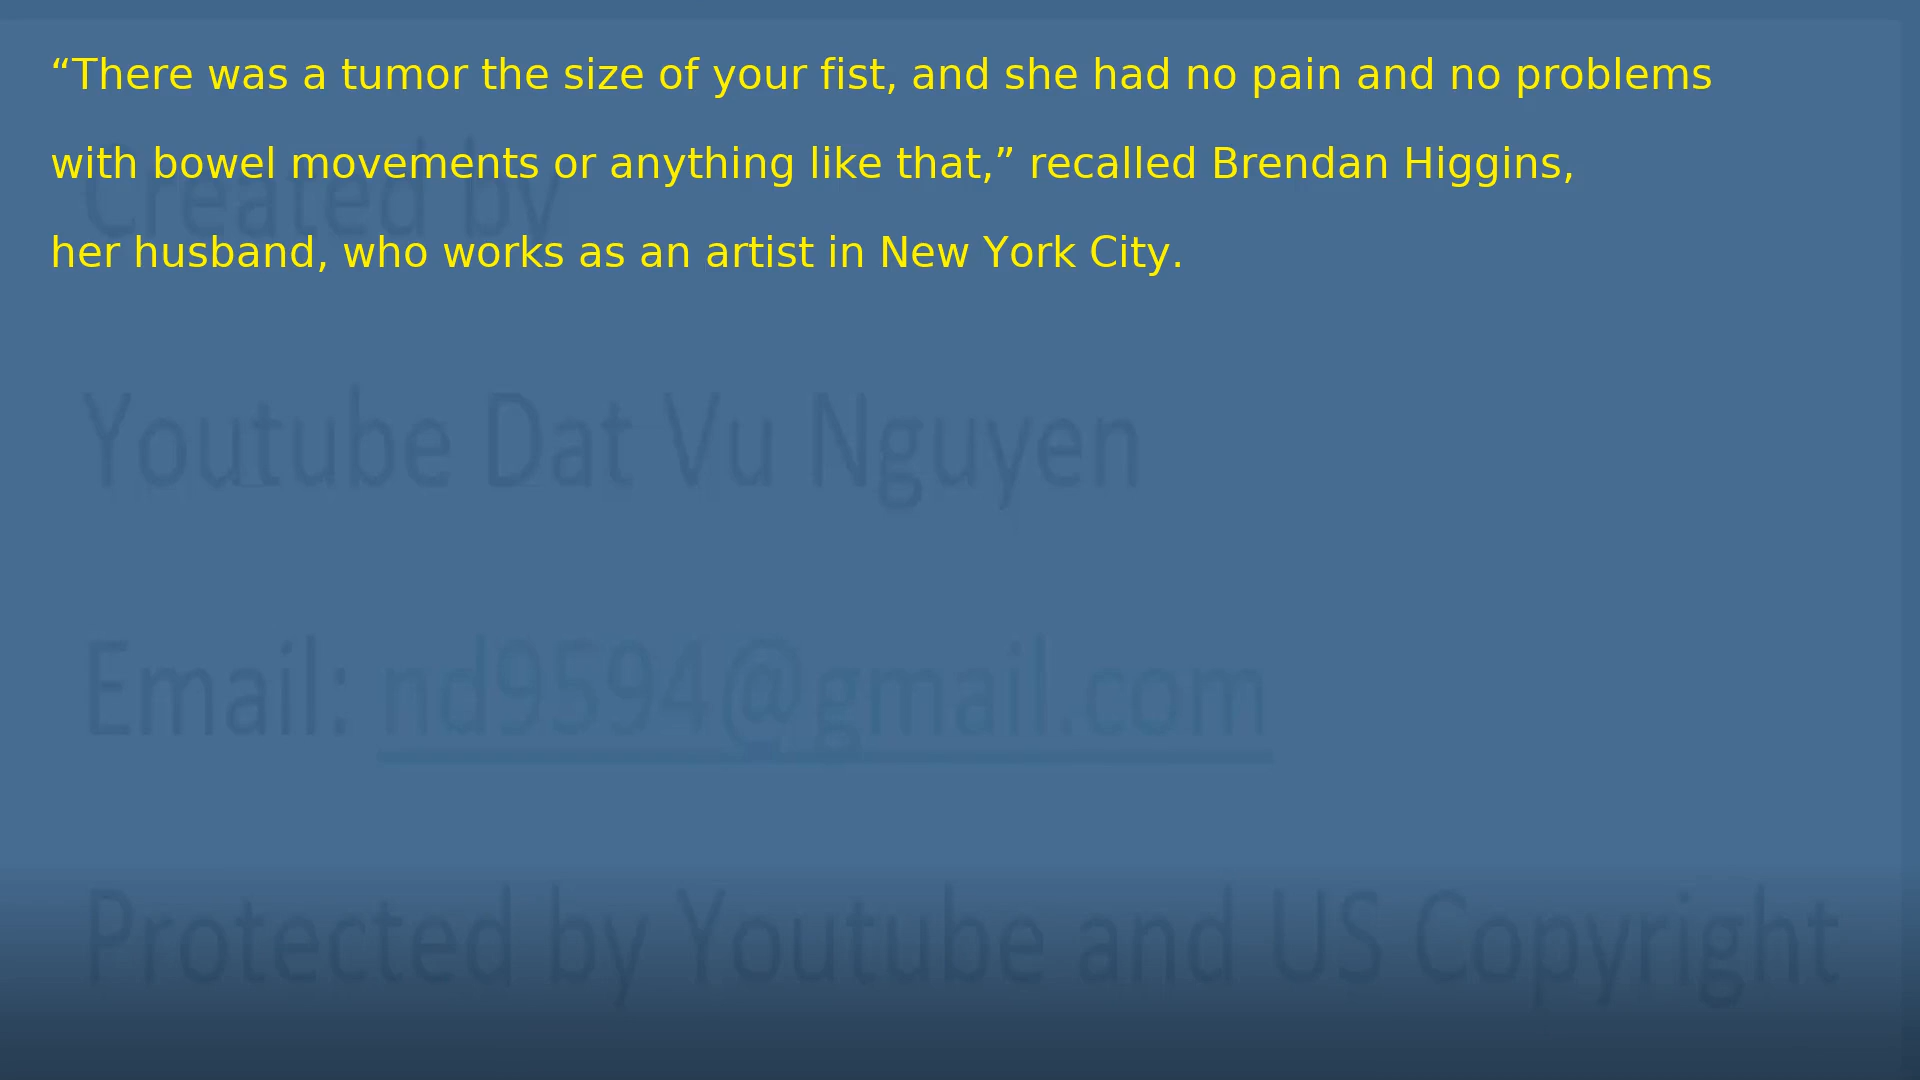 “There was a tumor the size of your fist, and she had no pain and no problems
with bowel movements or anything like that,” recalled Brendan Higgins,
Created by
her husband, who works as an artist in New York City.
Youtube Dat Vu Nguyen
Email: nd9594@gmail.com
Protected by Youtube and US Copyright